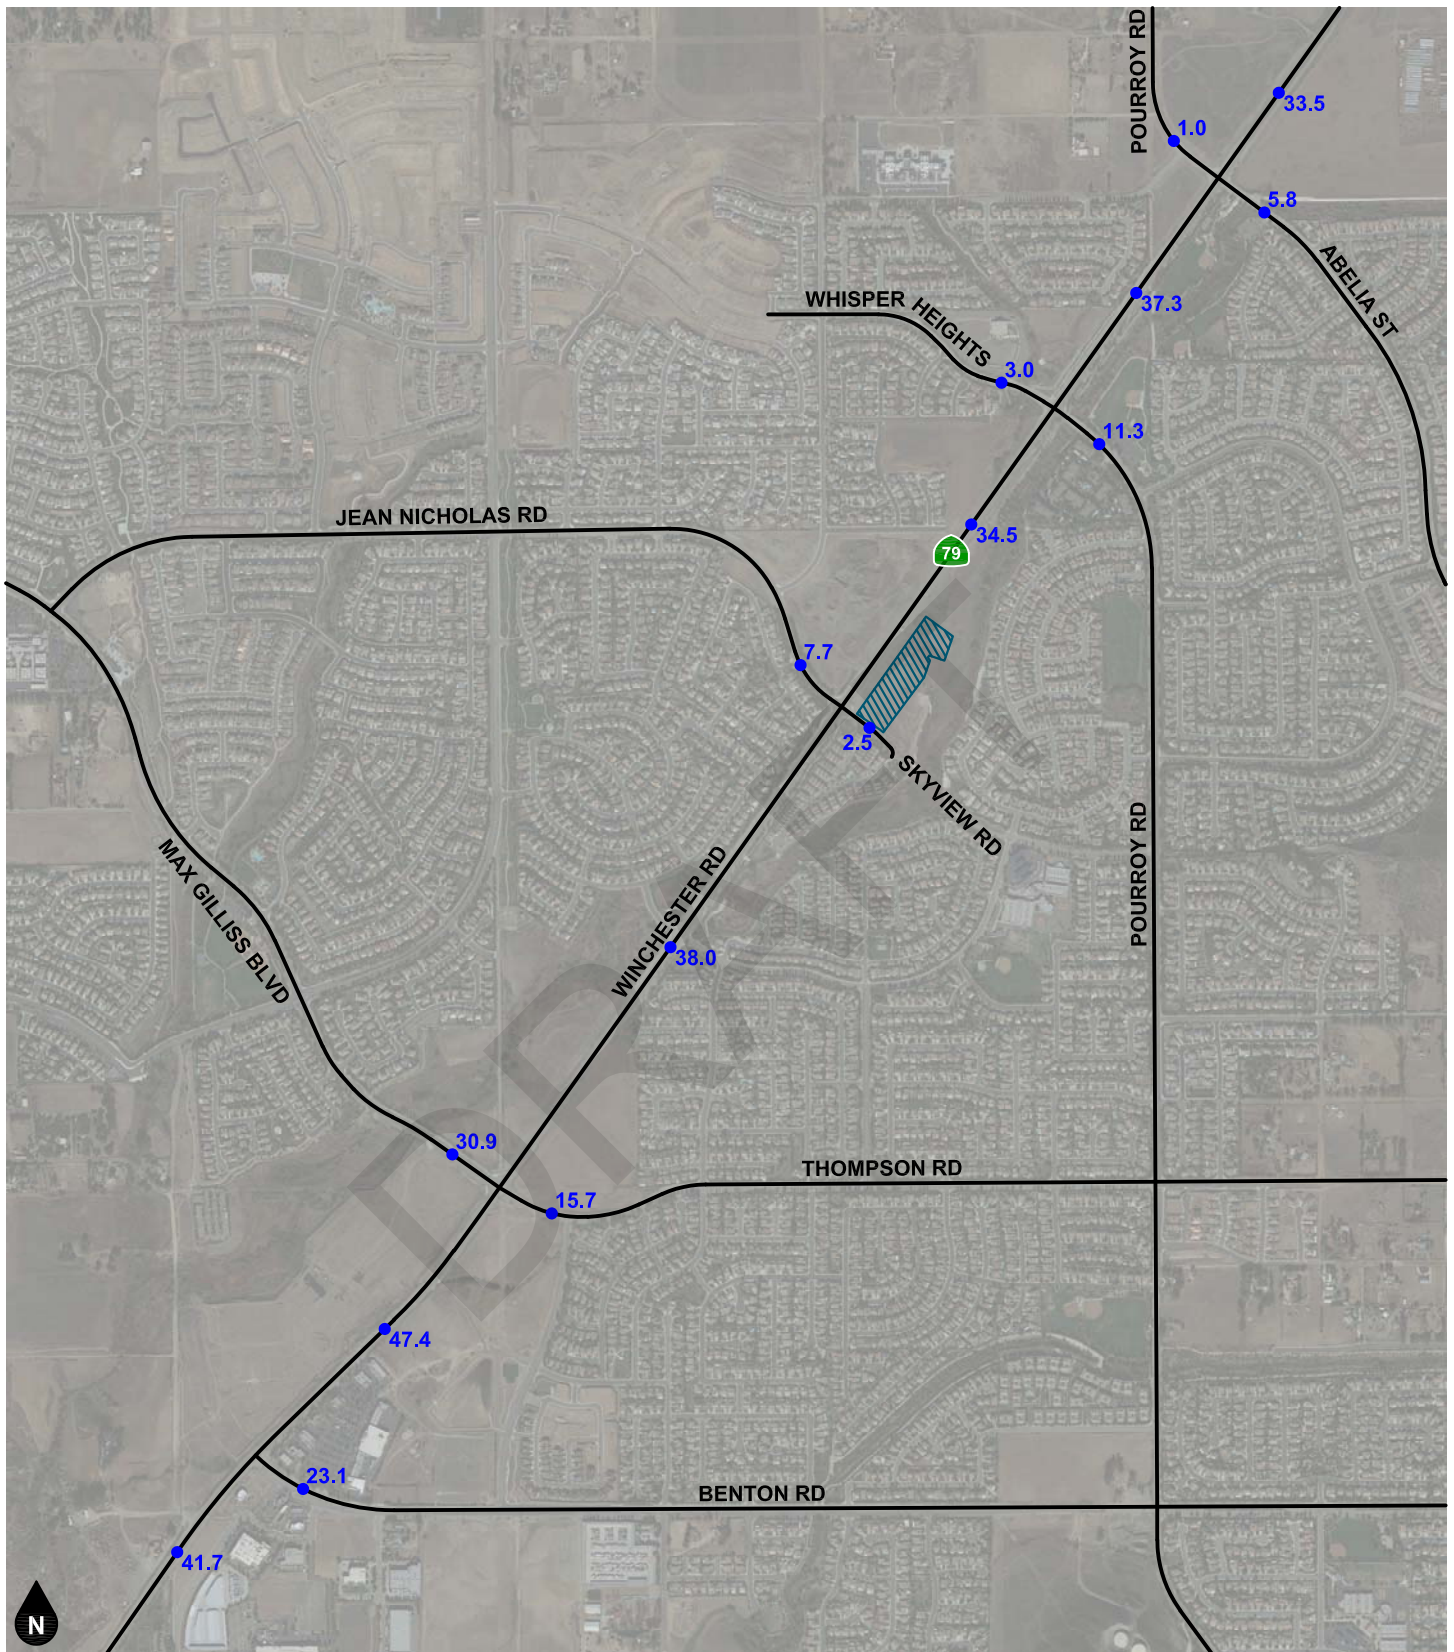 POURROY RD
33.5
1.0
5.8
ABELIA ST
37.3
WHISPER HEIGHTS
3.0
11.3
JEAN NICHOLAS RD
34.5
79
7.7
2.5
SKYVIEW RD
POURROY RD
MAX GILLISS BLVD
WINCHESTER RD
38.0
DRAFT
30.9
THOMPSON RD
15.7
47.4
23.1
BENTON RD
41.7
N